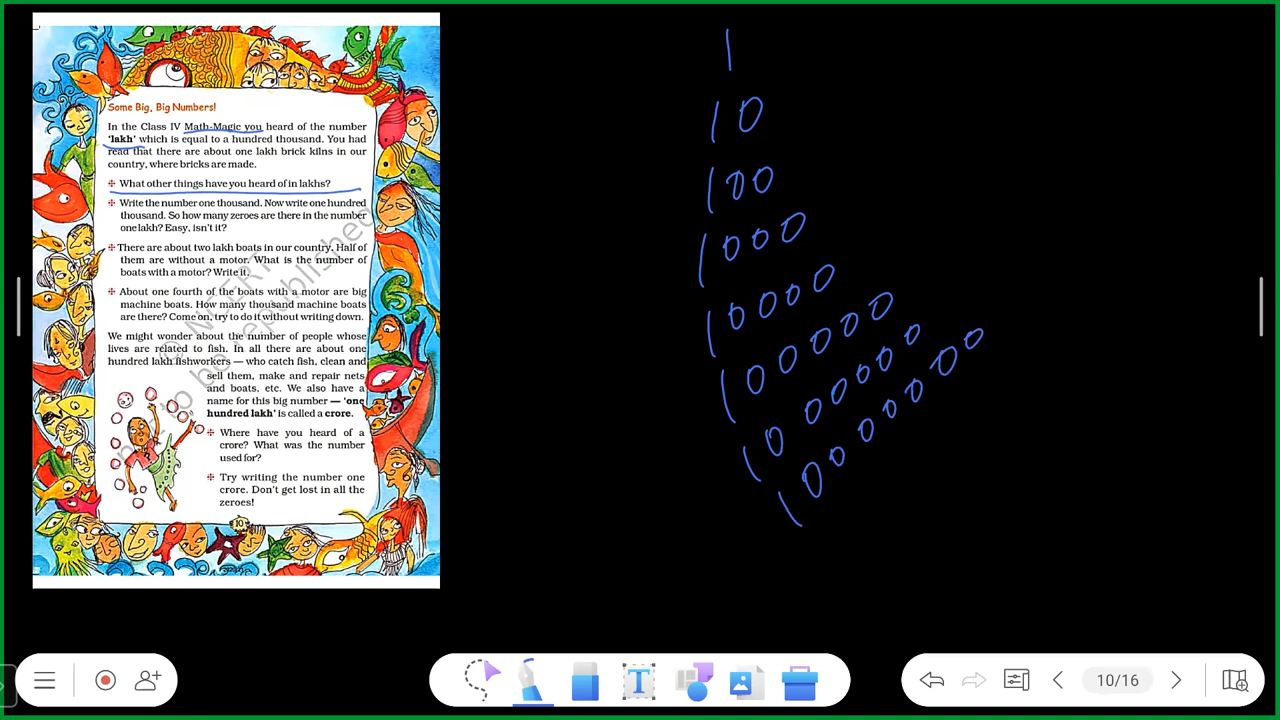 Some Big, Big Numbers!
In the Class IV Math-Magic you heard of the number
'lakh' which is equal to a hundred thousand. You had
read that there are about one lakh brick kilns in our
country, where bricks are made.
✤ What other things have you heard of in lakhs?
✤ Write the number one thousand. Now write one hundred
thousand. So how many zeroes are there in the number
one lakh? Easy, isn't it?
✤ There are about two lakh boats in our country. Half of
them are without a motor. What is the number of
boats with a motor? Write it.
✤ About one fourth of the boats with a motor are big
machine boats. How many thousand machine boats
are there? Come on, try to do it without writing down.
We might wonder about the number of people whose
lives are related to fish. In all there are about one
hundred lakh fishworkers — who catch fish, clean and
sell them, make and repair nets
and boats, etc. We also have a
name for this big number — 'one
hundred lakh' is called a crore.
✤ Where have you heard of a
crore? What was the number
used for?
✤ Try writing the number one
crore. Don't get lost in all the
zeroes!
10
© NCERT
to be republished
1
10
100
1000
10000
100000
1000000
10000000
T
10/16